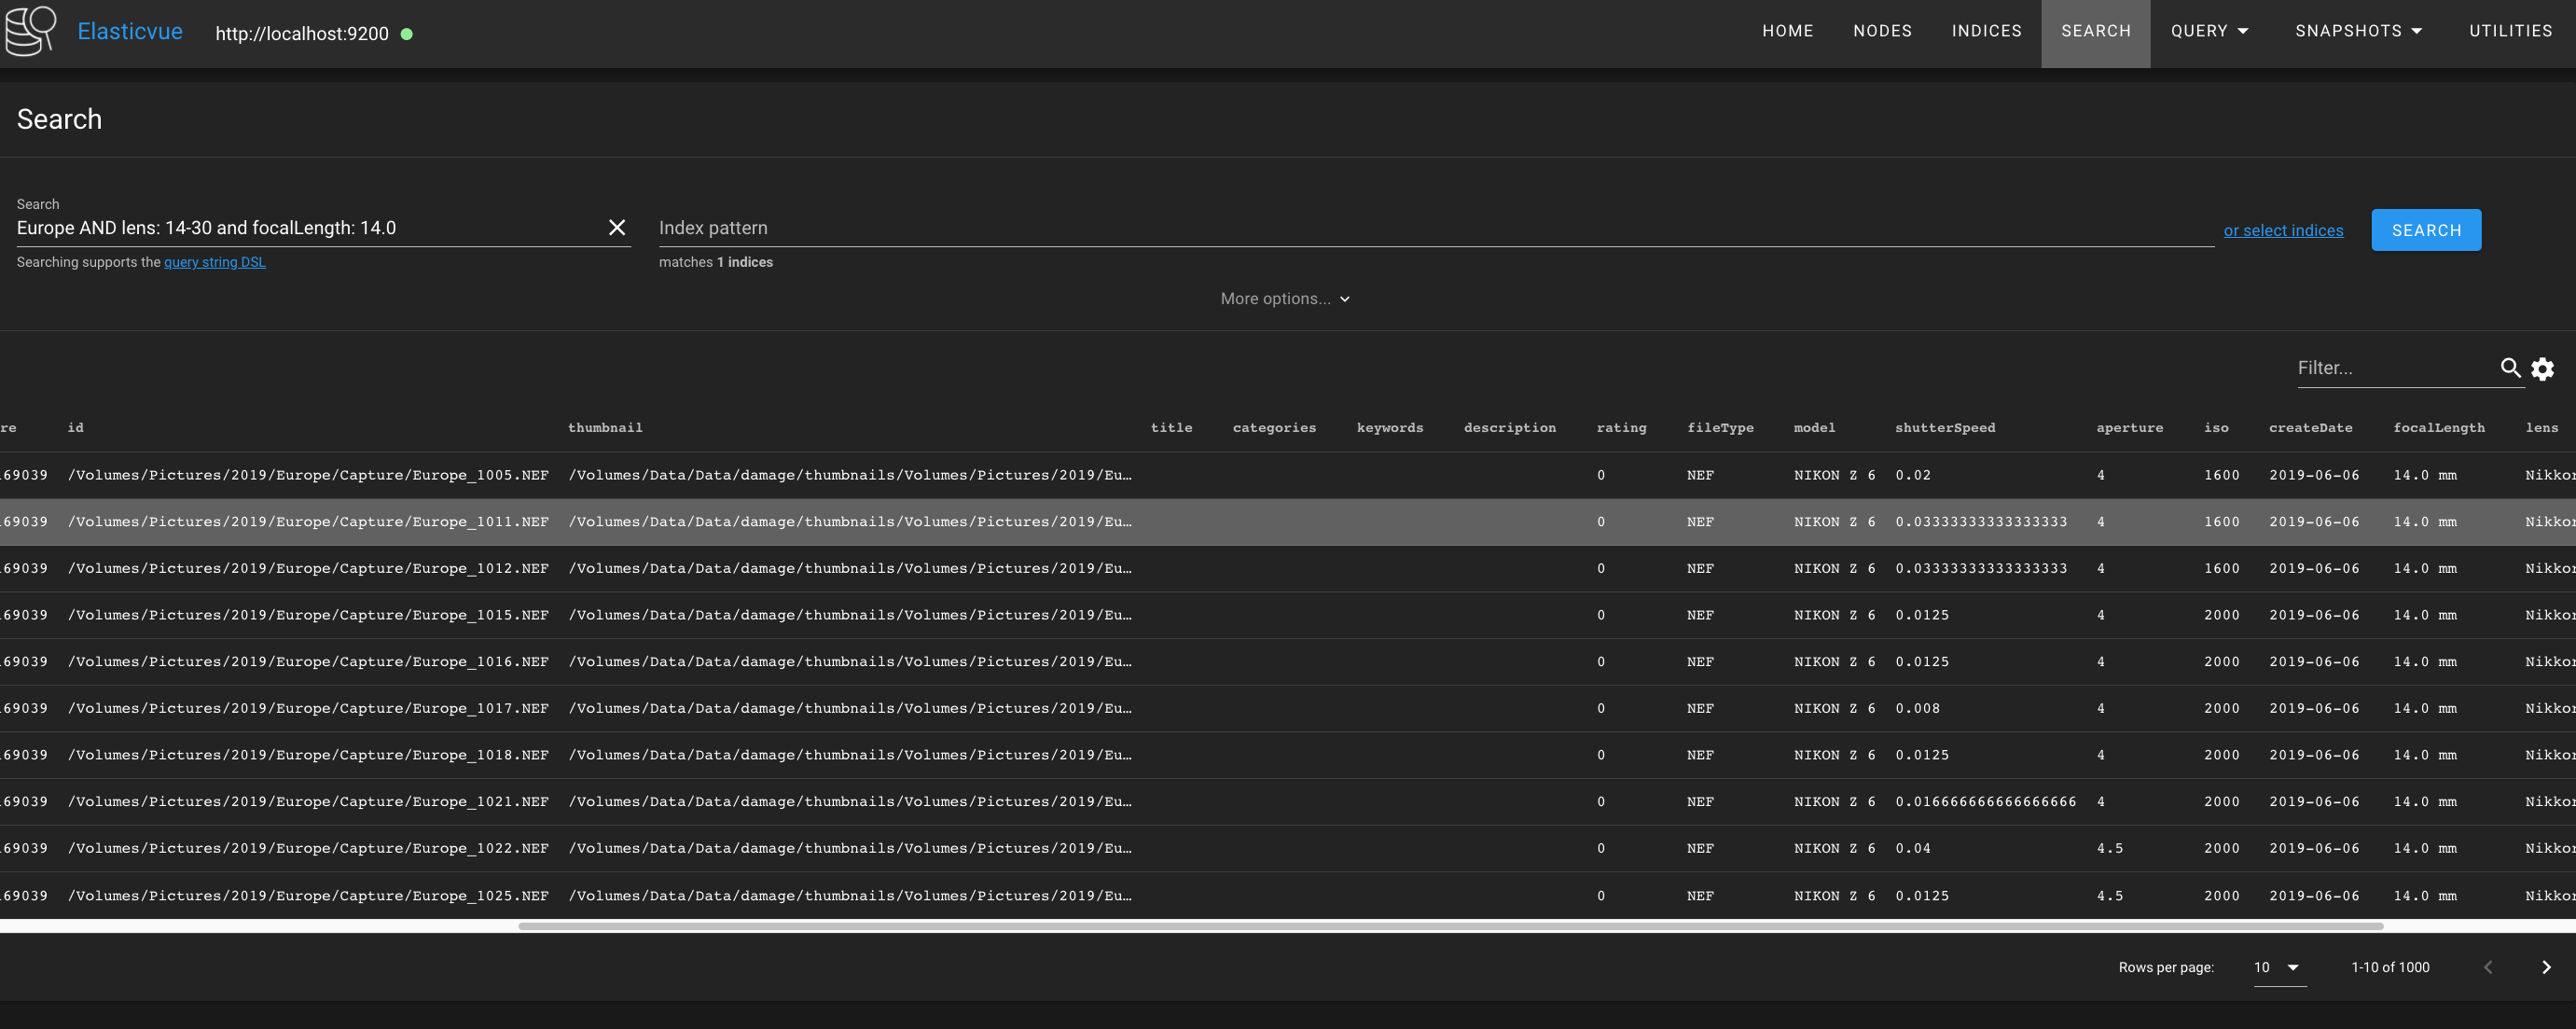 Elasticvue http://localhost:9200 HOME NODES INDICES SEARCH QUERY SNAPSHOTS UTILITIES
Search
Search
Europe AND lens: 14-30 and focalLength: 14.0 Index pattern or select indices SEARCH
Searching supports the query string DSL matches 1 indices
More options...
Filter...
re id thumbnail title categories keywords description rating fileType model shutterSpeed aperture iso createDate focalLength lens
69039 /Volumes/Pictures/2019/Europe/Capture/Europe_1005.NEF /Volumes/Data/Data/damage/thumbnails/Volumes/Pictures/2019/Eu… 0 NEF NIKON Z 6 0.02 4 1600 2019-06-06 14.0 mm Nikkor
69039 /Volumes/Pictures/2019/Europe/Capture/Europe_1011.NEF /Volumes/Data/Data/damage/thumbnails/Volumes/Pictures/2019/Eu… 0 NEF NIKON Z 6 0.03333333333333333 4 1600 2019-06-06 14.0 mm Nikkor
69039 /Volumes/Pictures/2019/Europe/Capture/Europe_1012.NEF /Volumes/Data/Data/damage/thumbnails/Volumes/Pictures/2019/Eu… 0 NEF NIKON Z 6 0.03333333333333333 4 1600 2019-06-06 14.0 mm Nikkor
69039 /Volumes/Pictures/2019/Europe/Capture/Europe_1015.NEF /Volumes/Data/Data/damage/thumbnails/Volumes/Pictures/2019/Eu… 0 NEF NIKON Z 6 0.0125 4 2000 2019-06-06 14.0 mm Nikkor
69039 /Volumes/Pictures/2019/Europe/Capture/Europe_1016.NEF /Volumes/Data/Data/damage/thumbnails/Volumes/Pictures/2019/Eu… 0 NEF NIKON Z 6 0.0125 4 2000 2019-06-06 14.0 mm Nikkor
69039 /Volumes/Pictures/2019/Europe/Capture/Europe_1017.NEF /Volumes/Data/Data/damage/thumbnails/Volumes/Pictures/2019/Eu… 0 NEF NIKON Z 6 0.008 4 2000 2019-06-06 14.0 mm Nikkor
69039 /Volumes/Pictures/2019/Europe/Capture/Europe_1018.NEF /Volumes/Data/Data/damage/thumbnails/Volumes/Pictures/2019/Eu… 0 NEF NIKON Z 6 0.0125 4 2000 2019-06-06 14.0 mm Nikkor
69039 /Volumes/Pictures/2019/Europe/Capture/Europe_1021.NEF /Volumes/Data/Data/damage/thumbnails/Volumes/Pictures/2019/Eu… 0 NEF NIKON Z 6 0.016666666666666666 4 2000 2019-06-06 14.0 mm Nikkor
69039 /Volumes/Pictures/2019/Europe/Capture/Europe_1022.NEF /Volumes/Data/Data/damage/thumbnails/Volumes/Pictures/2019/Eu… 0 NEF NIKON Z 6 0.04 4.5 2000 2019-06-06 14.0 mm Nikkor
69039 /Volumes/Pictures/2019/Europe/Capture/Europe_1025.NEF /Volumes/Data/Data/damage/thumbnails/Volumes/Pictures/2019/Eu… 0 NEF NIKON Z 6 0.0125 4.5 2000 2019-06-06 14.0 mm Nikkor
Rows per page: 10 1-10 of 1000